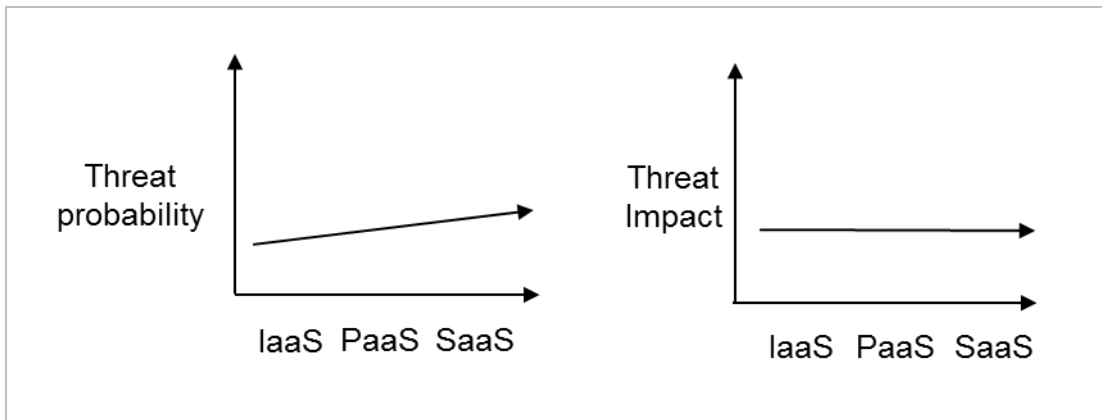 Threat
probability
IaaS PaaS SaaS
Threat
Impact
IaaS PaaS SaaS